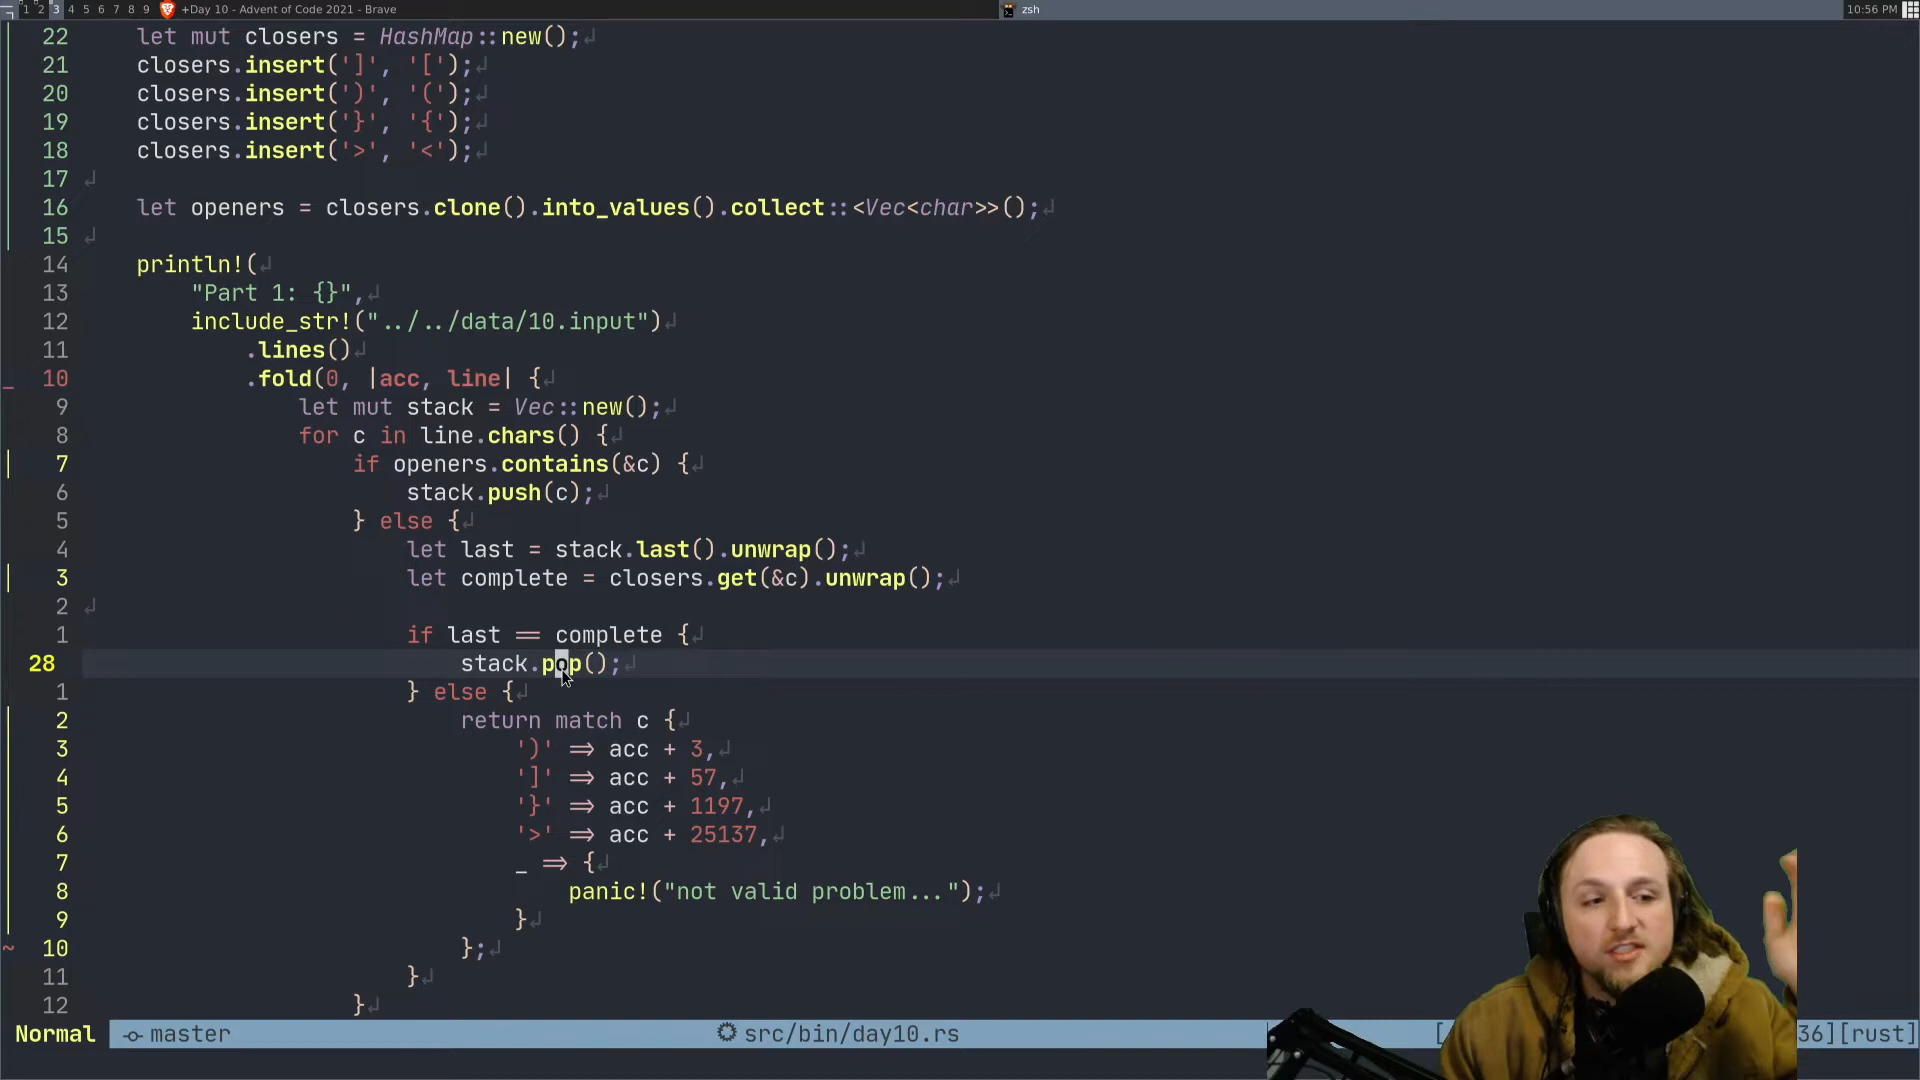 1 2 3 4 5 6 7 8 9 +Day 10 - Advent of Code 2021 - Brave zsh 10:56 PM
22 let mut closers = HashMap::new();↲
21 closers.insert(']', '[');↲
20 closers.insert(')', '(');↲
19 closers.insert('}', '{');↲
18 closers.insert('>', '<');↲
17 ↲
16 let openers = closers.clone().into_values().collect::<Vec<char>>();↲
15 ↲
14 println!(↲
13 "Part 1: {}",↲
12 include_str!("../../data/10.input")↲
11 .lines()↲
10 .fold(0, |acc, line| {↲
9 let mut stack = Vec::new();↲
8 for c in line.chars() {↲
7 if openers.contains(&c) {↲
6 stack.push(c);↲
5 } else {↲
4 let last = stack.last().unwrap();↲
3 let complete = closers.get(&c).unwrap();↲
2 ↲
1 if last == complete {↲
28 stack.pop();↲
1 } else {↲
2 return match c {↲
3 ')' => acc + 3,↲
4 ']' => acc + 57,↲
5 '}' => acc + 1197,↲
6 '>' => acc + 25137,↲
7 _ => {↲
8 panic!("not valid problem...");↲
9 }↲
10 };↲
11 }↲
12 }↲
Normal master src/bin/day10.rs [ 36][rust]